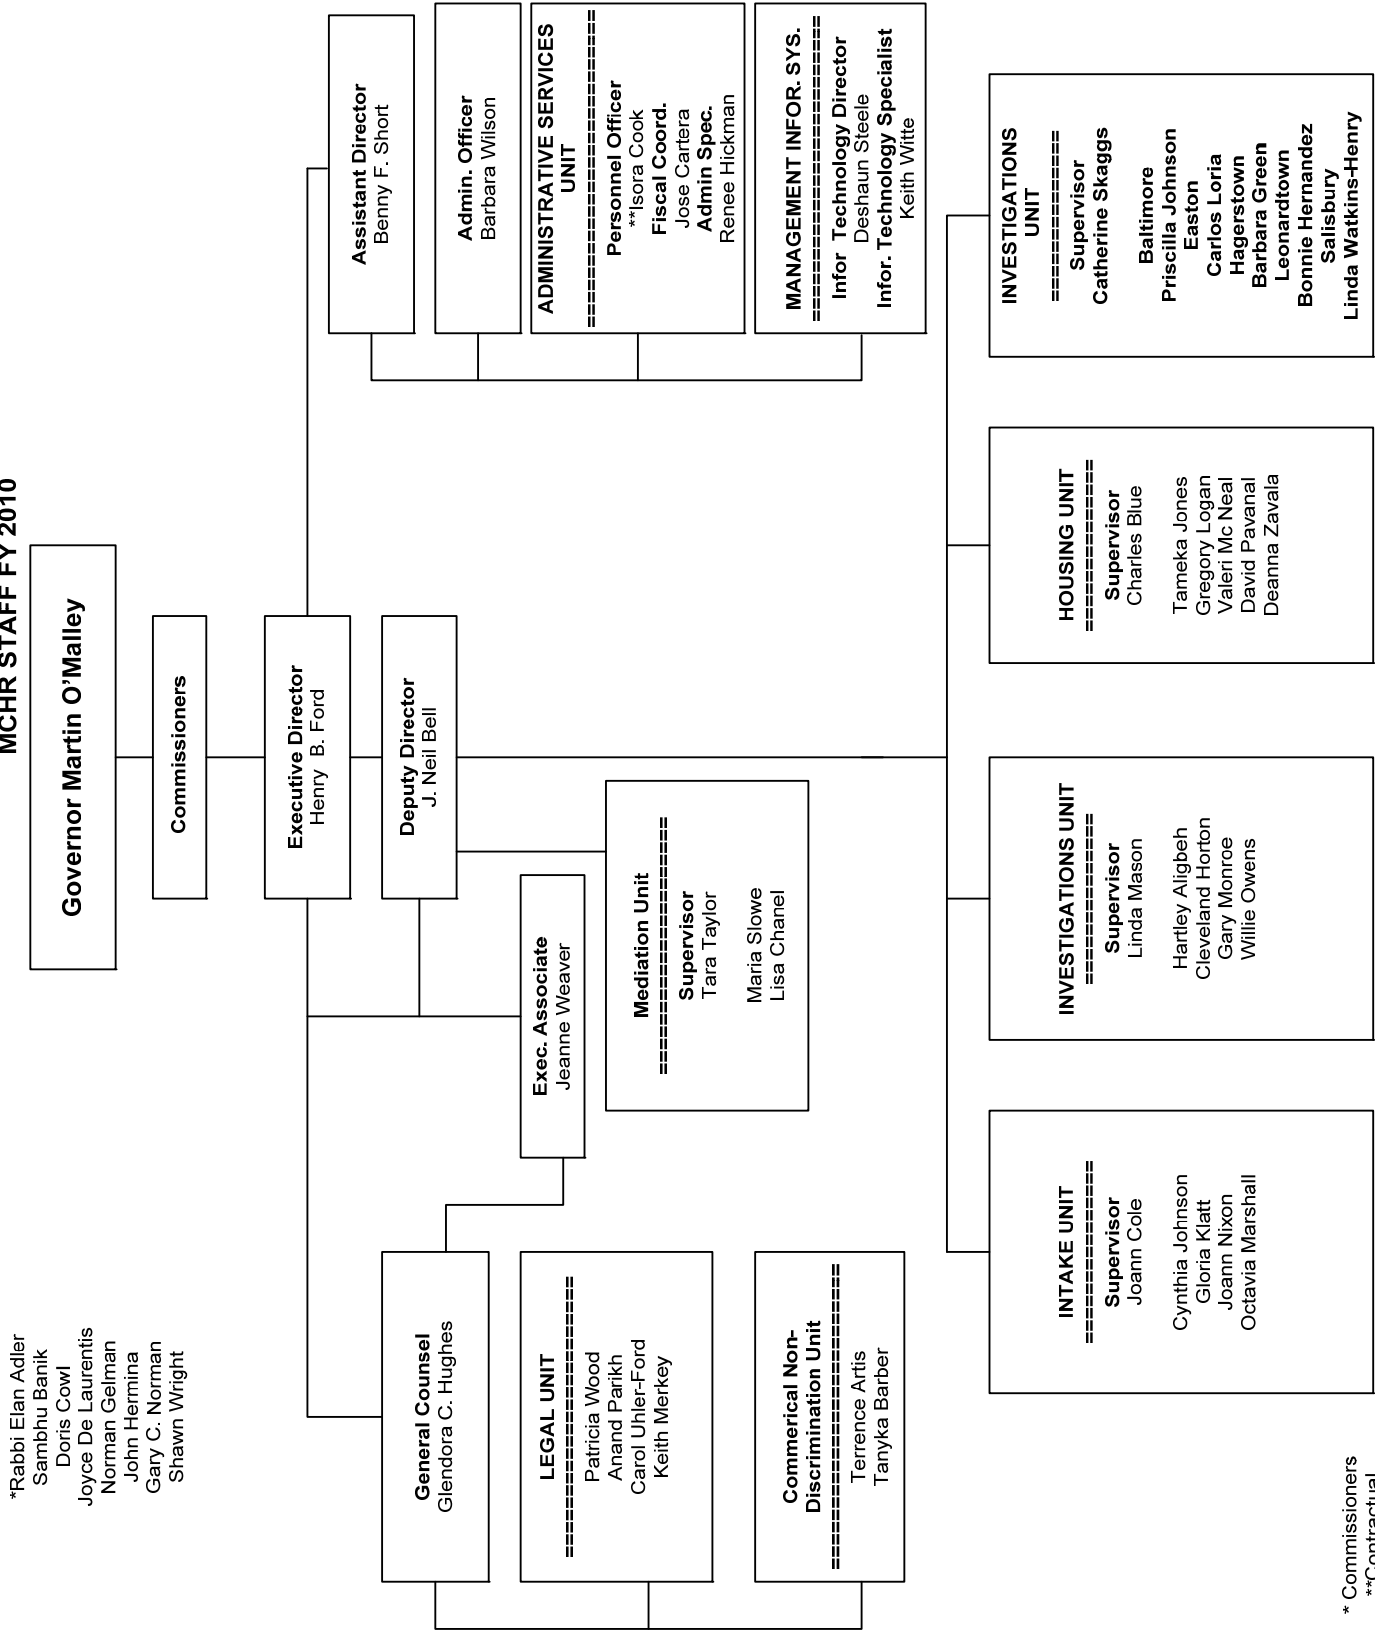 MCHR STAFF FY 2010
*Rabbi Elan Adler
Sambhu Banik
Doris Cowl
Joyce De Laurentis
Norman Gelman
John Hermina
Gary C. Norman
Shawn Wright
Governor Martin O’Malley
Commissioners
Executive Director
Henry B. Ford
Deputy Director
J. Neil Bell
Assistant Director
Benny F. Short
Admin. Officer
Barbara Wilson
ADMINISTRATIVE SERVICES
UNIT
============================
Personnel Officer
**Isora Cook
Fiscal Coord.
Jose Cartera
Admin Spec.
Renee Hickman
MANAGEMENT INFOR. SYS.
===========================
Infor Technology Director
Deshaun Steele
Infor. Technology Specialist
Keith Witte
Exec. Associate
Jeanne Weaver
General Counsel
Glendora C. Hughes
LEGAL UNIT
=========================
Patricia Wood
Anand Parikh
Carol Uhler-Ford
Keith Merkey
Commerical Non-
Discrimination Unit
===========================
Terrence Artis
Tanyka Barber
Mediation Unit
=======================
Supervisor
Tara Taylor
Maria Slowe
Lisa Chanel
INTAKE UNIT
================
Supervisor
Joann Cole
Cynthia Johnson
Gloria Klatt
Joann Nixon
Octavia Marshall
INVESTIGATIONS UNIT
===============
Supervisor
Linda Mason
Hartley Aligbeh
Cleveland Horton
Gary Monroe
Willie Owens
HOUSING UNIT
===============
Supervisor
Charles Blue
Tameka Jones
Gregory Logan
Valeri Mc Neal
David Pavanal
Deanna Zavala
INVESTIGATIONS
UNIT
===============
Supervisor
Catherine Skaggs
Baltimore
Priscilla Johnson
Easton
Carlos Loria
Hagerstown
Barbara Green
Leonardtown
Bonnie Hernandez
Salisbury
Linda Watkins-Henry
* Commissioners
**Contractual